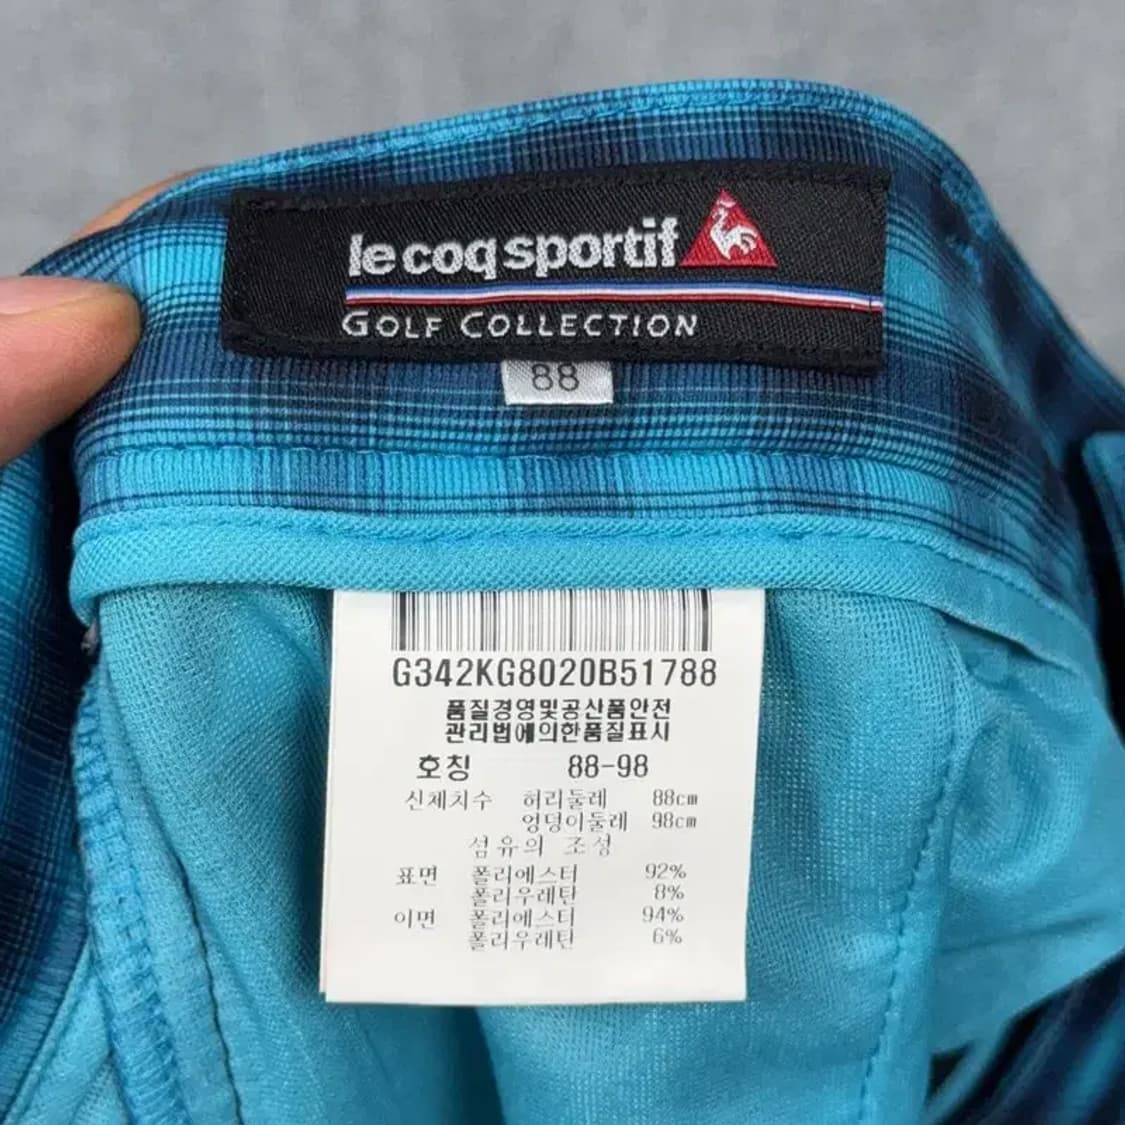 le coq sportif
GOLF COLLECTION
88
G342KG8020B51788
품질경영및공산품안전
관리법에의한품질표시
호칭 88-98
신체치수 허리둘레 88cm
엉덩이둘레 98cm
섬유의 조성
표면 폴리에스터 92%
폴리우레탄 8%
이면 폴리에스터 94%
폴리우레탄 6%